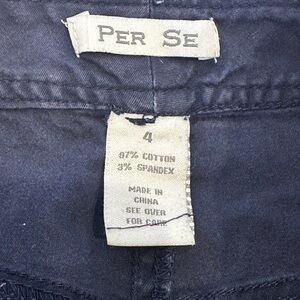 PER SE
4
97% COTTON
3% SPANDEX
MADE IN
CHINA
SEE OVER
FOR CARE